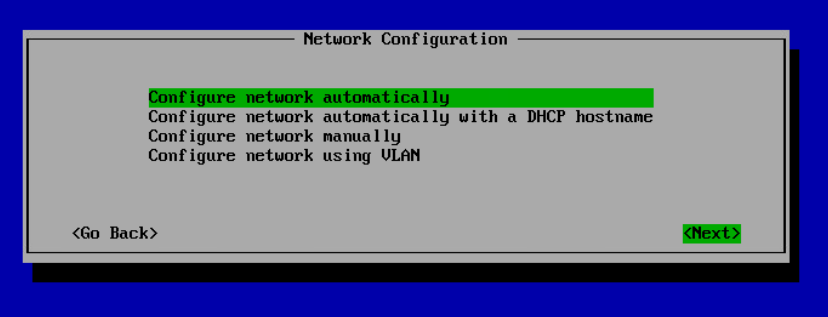 Network Configuration
Configure network automatically
Configure network automatically with a DHCP hostname
Configure network manually
Configure network using VLAN
<Go Back> <Next>